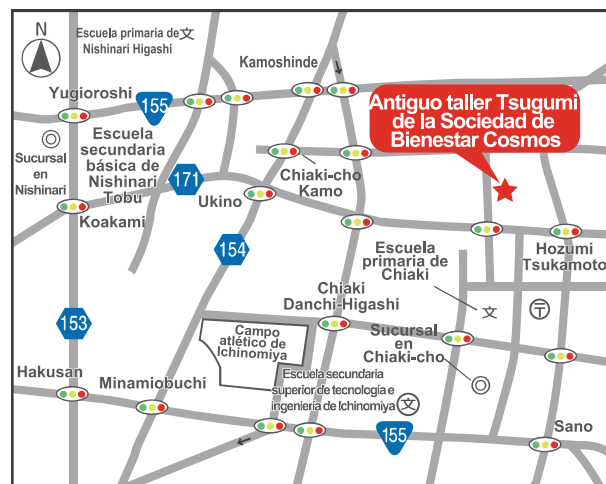 N
Escuela primaria de 文
Nishinari Higashi
Kamoshinde
Yugioroshi
155
Antiguo taller Tsugumi
de la Sociedad de
Bienestar Cosmos
Sucursal
en
Nishinari
Escuela
secundaria
básica de
Nishinari
Tobu
171
Chiaki-cho
Kamo
Koakami
Ukino
154
Escuela
primaria de
Chiaki
文
〒
Hozumi
Tsukamoto
153
Chiaki
Danchi-Higashi
Campo
atlético de
Ichinomiya
Sucursal
en
Chiaki-cho
Hakusan
Minamiobuchi
Escuela secundaria
superior de tecnología e
ingeniería de Ichinomiya
文
155
Sano